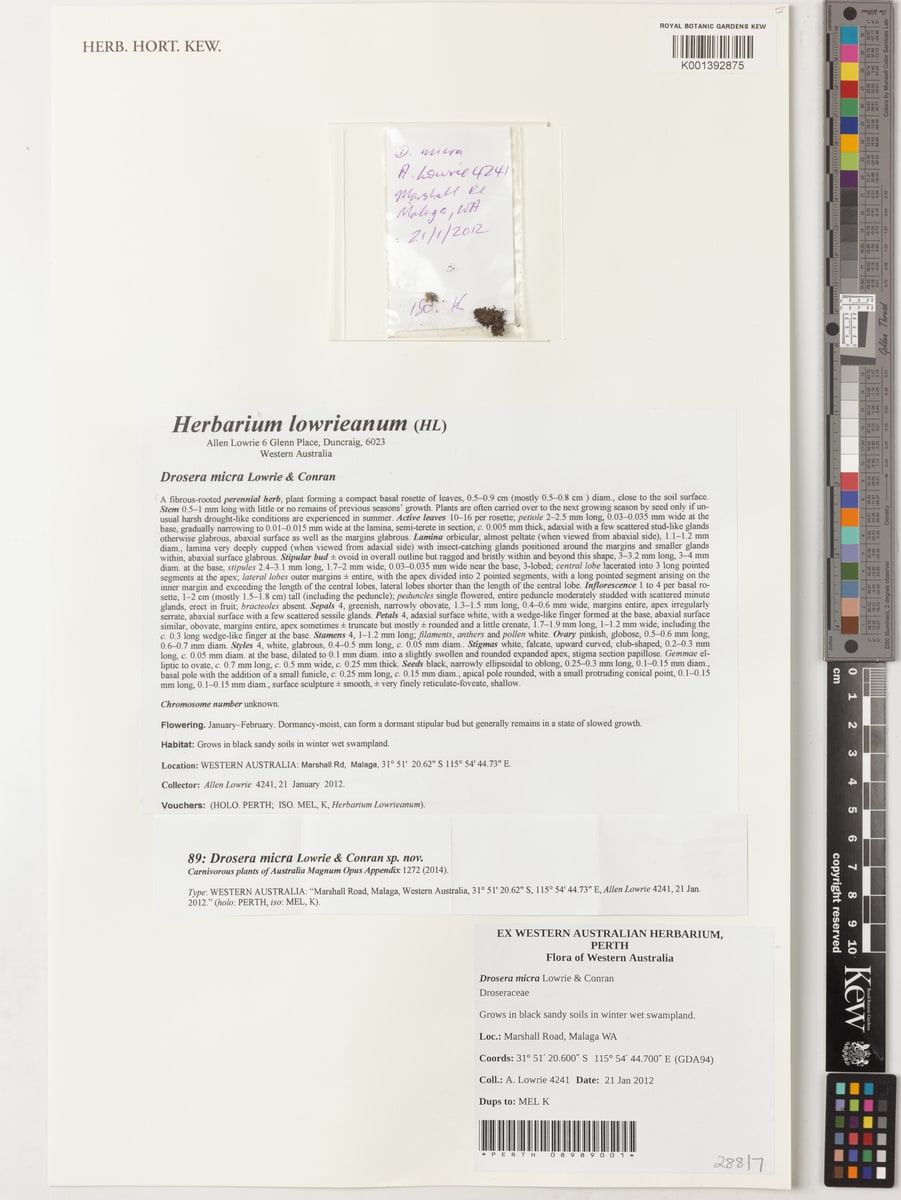 HERB. HORT. KEW.
ROYAL BOTANIC GARDENS KEW
K001392875
D. micra
A. Lowrie 4241
Marshall Rd
Malaga, WA
21/1/2012
ISO. K
Herbarium lowrieanum (HL)
Allen Lowrie 6 Glenn Place, Duncraig, 6023
Western Australia
Drosera micra Lowrie & Conran
A fibrous-rooted perennial herb, plant forming a compact basal rosette of leaves, 0.5–0.9 cm (mostly 0.5–0.8 cm ) diam., close to the soil surface.
Stem 0.5–1 mm long with little or no remains of previous seasons' growth. Plants are often carried over to the next growing season by seed only if un-
usual harsh drought-like conditions are experienced in summer. Active leaves 10–16 per rosette; petiole 2–2.5 mm long, 0.03–0.035 mm wide at the
base, gradually narrowing to 0.01–0.015 mm wide at the lamina, semi-terete in section, c. 0.005 mm thick, adaxial with a few scattered stud-like glands
otherwise glabrous, abaxial surface as well as the margins glabrous. Lamina orbicular, almost peltate (when viewed from abaxial side), 1.1–1.2 mm
diam., lamina very deeply cupped (when viewed from adaxial side) with insect-catching glands positioned around the margins and smaller glands
within, abaxial surface glabrous. Stipular bud ± ovoid in overall outline but ragged and bristly within and beyond this shape, 3–3.2 mm long, 3–4 mm
diam. at the base, stipules 2.4–3.1 mm long, 1.7–2 mm wide, 0.03–0.035 mm wide near the base, 3-lobed; central lobe lacerated into 3 long pointed
segments at the apex; lateral lobes outer margins ± entire, with the apex divided into 2 pointed segments, with a long pointed segment arising on the
inner margin and exceeding the length of the central lobes, lateral lobes shorter than the length of the central lobe. Inflorescence 1 to 4 per basal ro-
sette, 1–2 cm (mostly 1.5–1.8 cm) tall (including the peduncle); peduncles single flowered, entire peduncle moderately studded with scattered minute
glands, erect in fruit; bracteoles absent. Sepals 4, greenish, narrowly obovate, 1.3–1.5 mm long, 0.4–0.6 mm wide, margins entire, apex irregularly
serrate, abaxial surface with a few scattered sessile glands. Petals 4, adaxial surface white, with a wedge-like finger formed at the base, abaxial surface
similar, obovate, margins entire, apex sometimes ± truncate but mostly ± rounded and a little crenate, 1.7–1.9 mm long, 1–1.2 mm wide, including the
c. 0.3 long wedge-like finger at the base. Stamens 4, 1–1.2 mm long; filaments, anthers and pollen white. Ovary pinkish, globose, 0.5–0.6 mm long,
0.6–0.7 mm diam. Styles 4, white, glabrous, 0.4–0.5 mm long, c. 0.05 mm diam. Stigmas white, falcate, upward curved, club-shaped, 0.2–0.3 mm
long, c. 0.05 mm diam. at the base, dilated to 0.1 mm diam. into a slightly swollen and rounded expanded apex, stigmatic section papillose. Gemmae el-
liptic to ovate, c. 0.7 mm long, c. 0.5 mm wide, c. 0.25 mm thick. Seeds black, narrowly ellipsoidal to oblong, 0.25–0.3 mm long, 0.1–0.15 mm diam.,
basal pole with the addition of a small funicle, c. 0.25 mm long, c. 0.15 mm diam., apical pole rounded, with a small protruding conical point, 0.1–0.15
mm long, 0.1–0.15 mm diam., surface sculpture ± smooth, ± very finely reticulate-foveate, shallow.
Chromosome number unknown.
Flowering. January–February. Dormancy-moist, can form a dormant stipular bud but generally remains in a state of slowed growth.
Habitat: Grows in black sandy soils in winter wet swampland.
Location: WESTERN AUSTRALIA: Marshall Rd, Malaga, 31° 51' 20.62" S 115° 54' 44.73" E.
Collector: Allen Lowrie 4241, 21 January 2012.
Vouchers: (HOLO. PERTH; ISO. MEL, K, Herbarium Lowrieanum).
89: Drosera micra Lowrie & Conran sp. nov.
Carnivorous plants of Australia Magnum Opus Appendix 1272 (2014).
Type: WESTERN AUSTRALIA: “Marshall Road, Malaga, Western Australia, 31° 51' 20.62" S, 115° 54' 44.73" E, Allen Lowrie 4241, 21 Jan.
2012.” (holo: PERTH, iso: MEL, K).
EX WESTERN AUSTRALIAN HERBARIUM,
PERTH
Flora of Western Australia
Drosera micra Lowrie & Conran
Droseraceae
Grows in black sandy soils in winter wet swampland.
Loc.: Marshall Road, Malaga WA
Coords: 31° 51′ 20.600″ S 115° 54′ 44.700″ E (GDA94)
Coll.: A. Lowrie 4241 Date: 21 Jan 2012
Dups to: MEL K
*PERTH 08989001*
288/7
Golden Thread
cm
0
1
2
3
4
5
6
7
8
9
10
copyright reserved
Kew
Royal Botanic Gardens